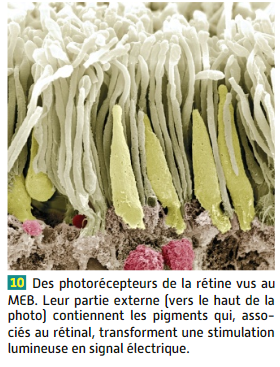 10 Des photorécepteurs de la rétine vus au
MEB. Leur partie externe (vers le haut de la
photo) contiennent les pigments qui, asso-
ciés au rétinal, transforment une stimulation
lumineuse en signal électrique.